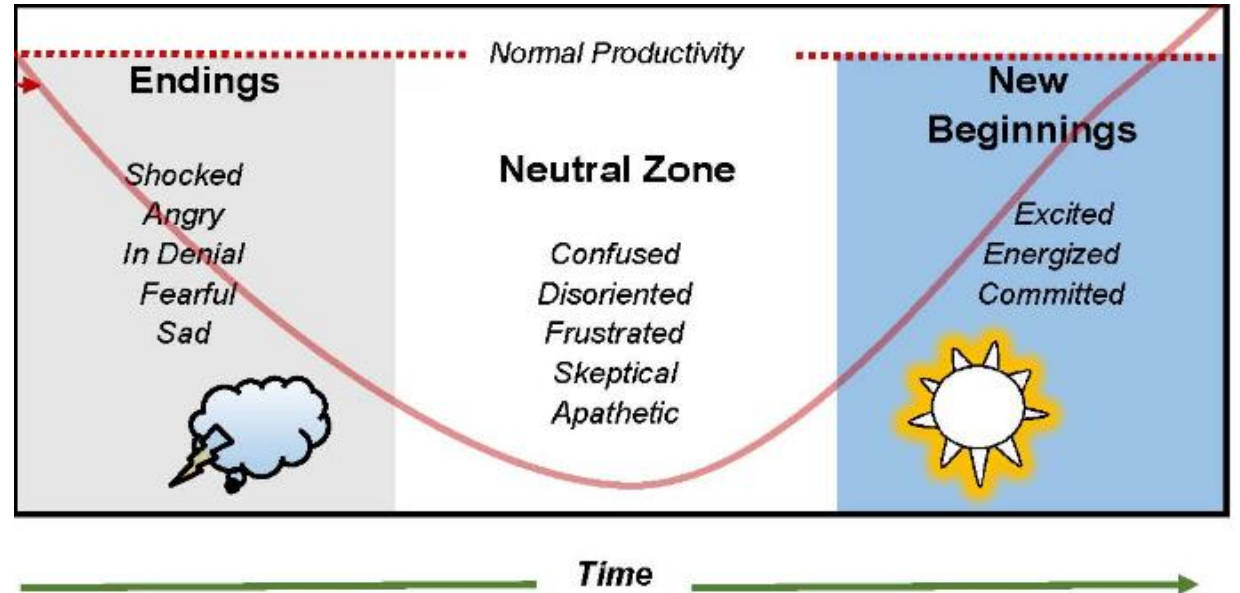 Normal Productivity
Endings
Shocked
Angry
In Denial
Fearful
Sad
Neutral Zone
Confused
Disoriented
Frustrated
Skeptical
Apathetic
New
Beginnings
Excited
Energized
Committed
Time